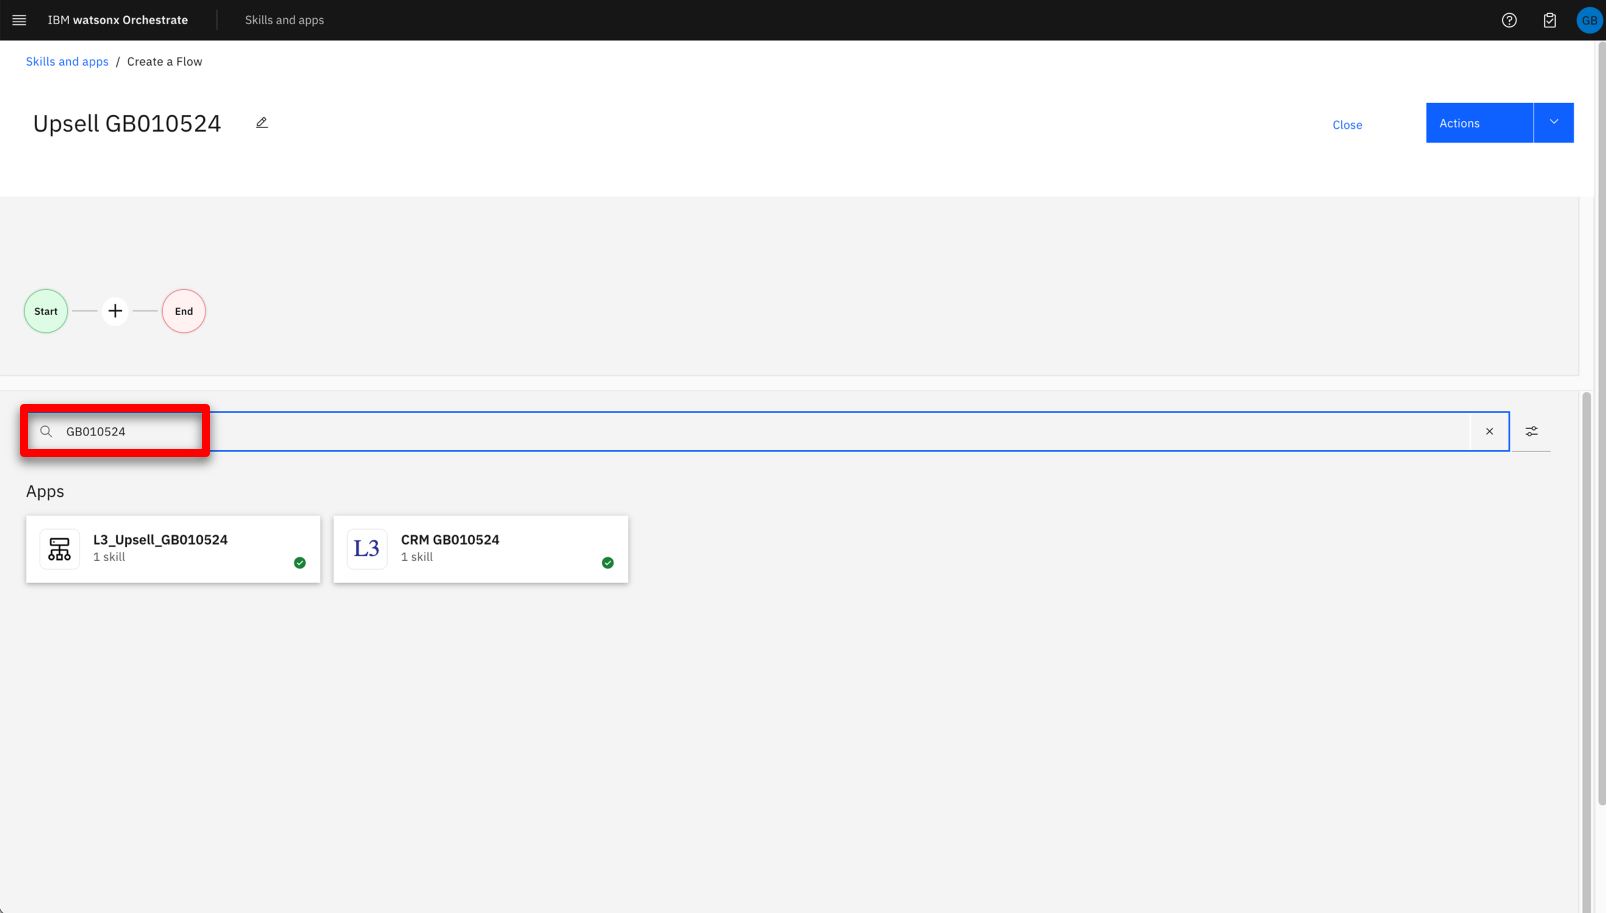 IBM watsonx Orchestrate
Skills and apps
GB
Skills and apps / Create a Flow
Upsell GB010524
Close
Actions
Start
End
GB010524
Apps
L3_Upsell_GB010524
1 skill
L3
CRM GB010524
1 skill